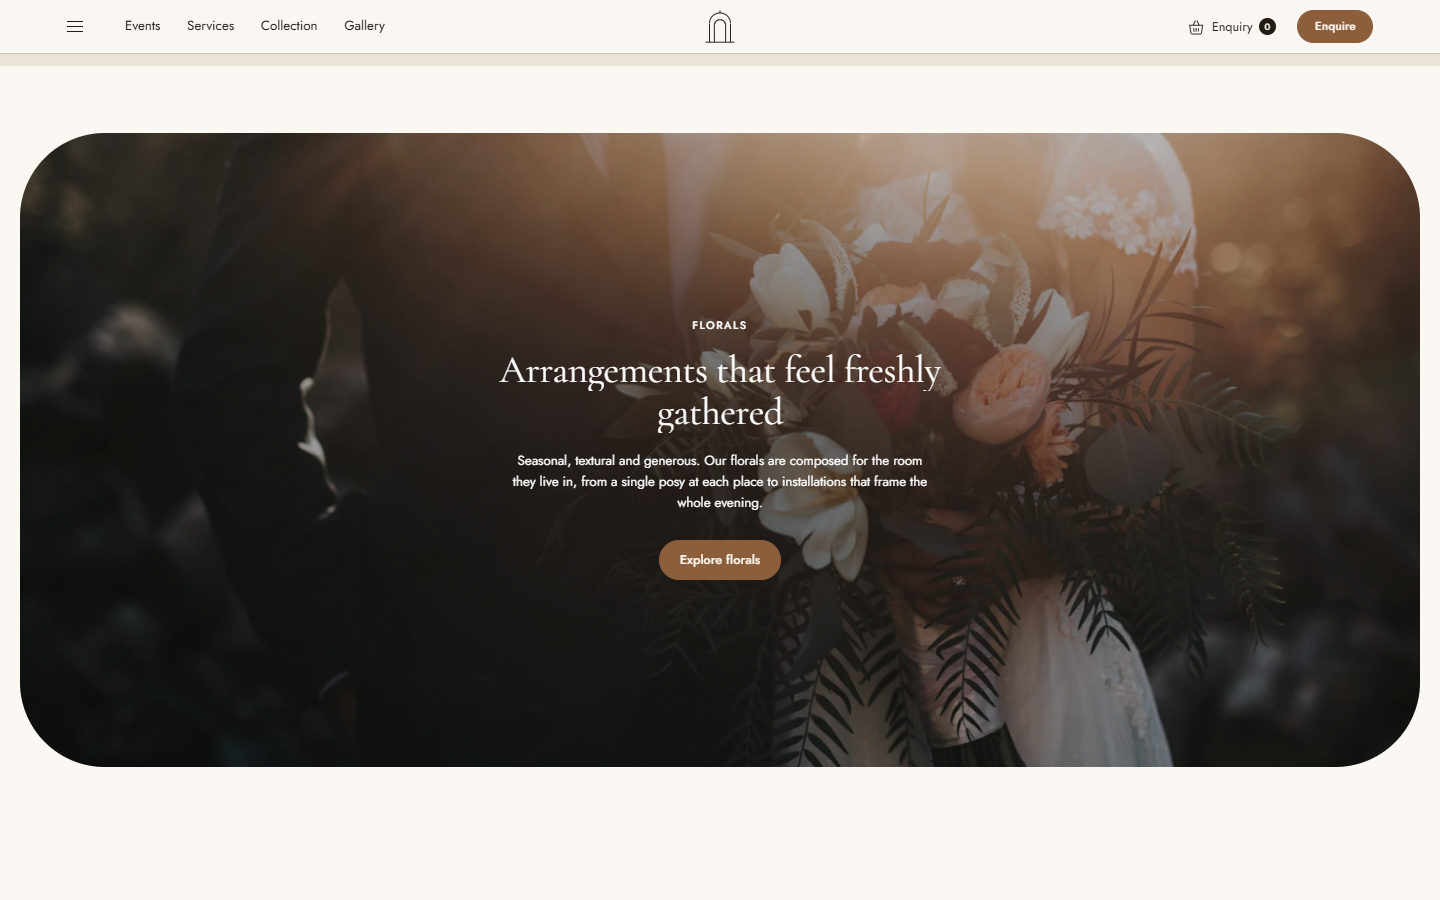 Events Services Collection Gallery Enquiry 0 Enquire
FLORALS
Arrangements that feel freshly
gathered
Seasonal, textural and generous. Our florals are composed for the room
they live in, from a single posy at each place to installations that frame the
whole evening.
Explore florals